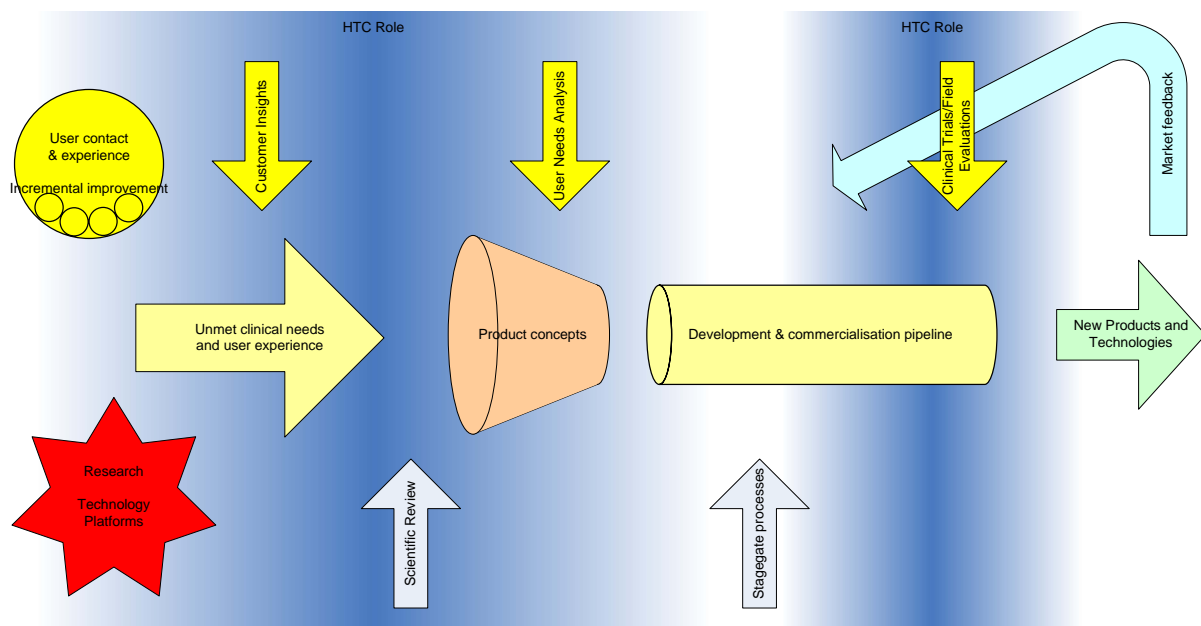 HTC Role
HTC Role
Customer Insights
User Needs Analysis
Clinical Trials/Field
Evaluations
Market feedback
User contact
& experience
Incremental improvement
Unmet clinical needs
and user experience
Product concepts
Development & commercialisation pipeline
New Products and
Technologies
Research
Technology
Platforms
Scientific Review
Stagegate processes